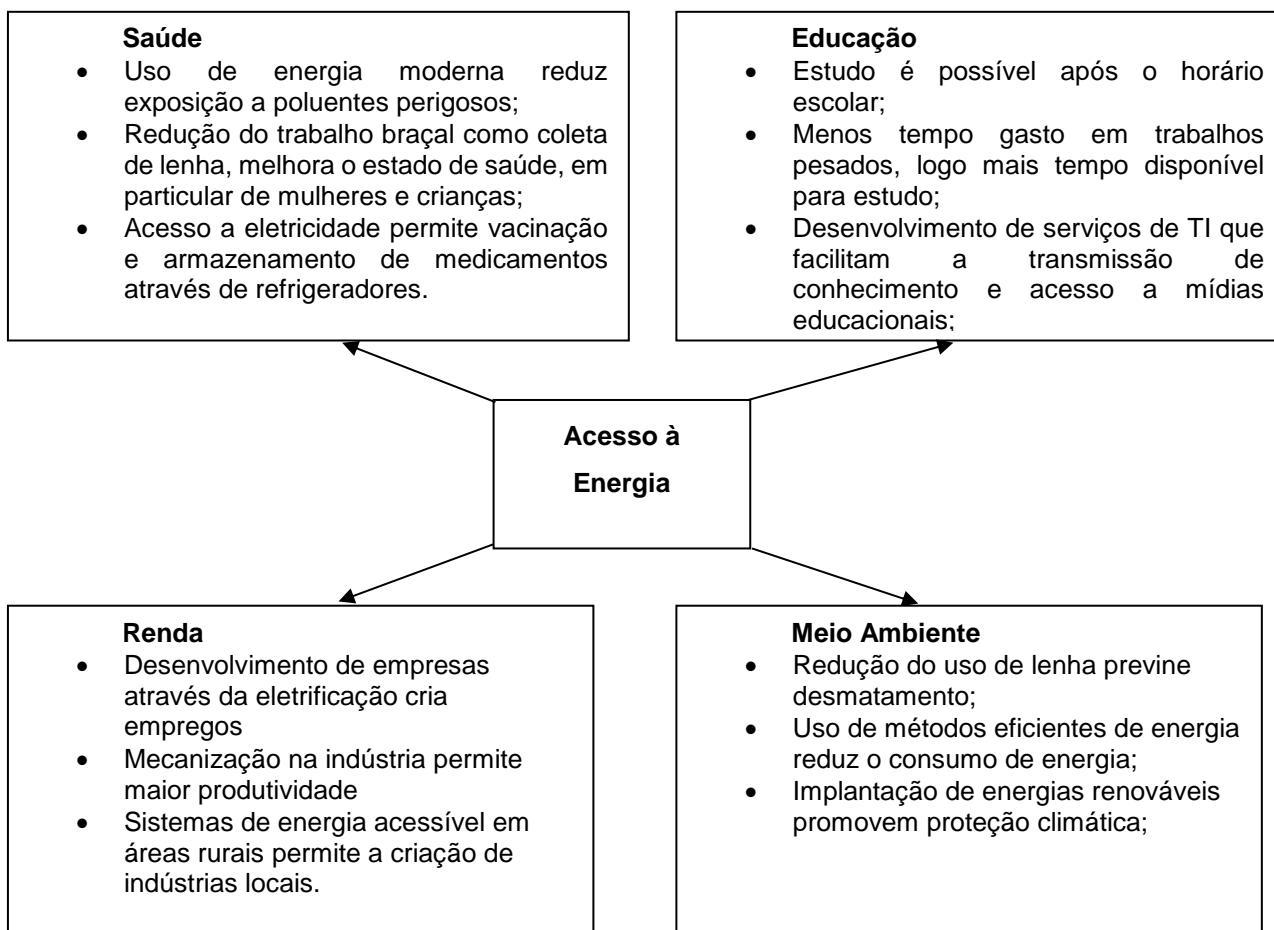 Saúde
• Uso de energia moderna reduz
exposição a poluentes perigosos;
• Redução do trabalho braçal como coleta
de lenha, melhora o estado de saúde, em
particular de mulheres e crianças;
• Acesso a eletricidade permite vacinação
e armazenamento de medicamentos
através de refrigeradores.
Educação
• Estudo é possível após o horário
escolar;
• Menos tempo gasto em trabalhos
pesados, logo mais tempo disponível
para estudo;
• Desenvolvimento de serviços de TI que
facilitam a transmissão de
conhecimento e acesso a mídias
educacionais;
Acesso à
Energia
Renda
• Desenvolvimento de empresas
através da eletrificação cria
empregos
• Mecanização na indústria permite
maior produtividade
• Sistemas de energia acessível em
áreas rurais permite a criação de
indústrias locais.
Meio Ambiente
• Redução do uso de lenha previne
desmatamento;
• Uso de métodos eficientes de energia
reduz o consumo de energia;
• Implantação de energias renováveis
promovem proteção climática;